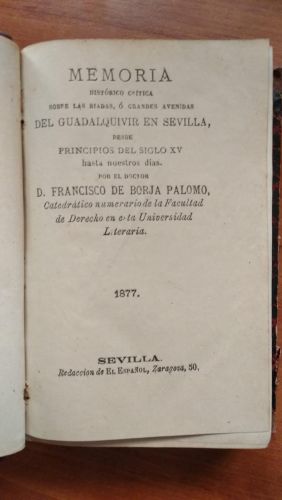 MEMORIA
HISTÓRICO CRÍTICA
SOBRE LAS RIADAS, Ó GRANDES AVENIDAS
DEL GUADALQUIVIR EN SEVILLA,
DESDE
PRINCIPIOS DEL SIGLO XV
hasta nuestros dias.
POR EL DOCTOR
D. FRANCISCO DE BORJA PALOMO,
Catedrático numerario de la Facultad
de Derecho en esta Universidad
Literaria.
1877.
SEVILLA.
Redaccion de EL ESPAÑOL, Zaragoza, 50.